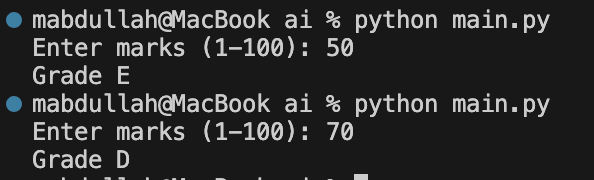 mabdullah@MacBook ai % python main.py
Enter marks (1-100): 50
Grade E
mabdullah@MacBook ai % python main.py
Enter marks (1-100): 70
Grade D